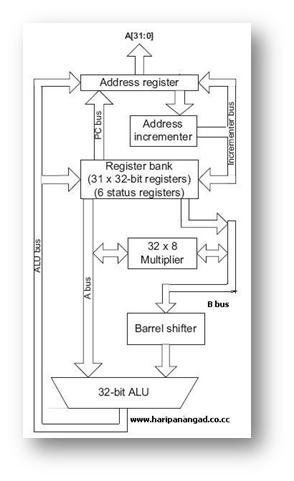 A[31:0]
Address register
PC bus
Incrementer bus
Address
incrementer
Register bank
(31 x 32-bit registers)
(6 status registers)
ALU bus
A bus
32 x 8
Multiplier
B bus
Barrel shifter
32-bit ALU
www.haripanangad.co.cc